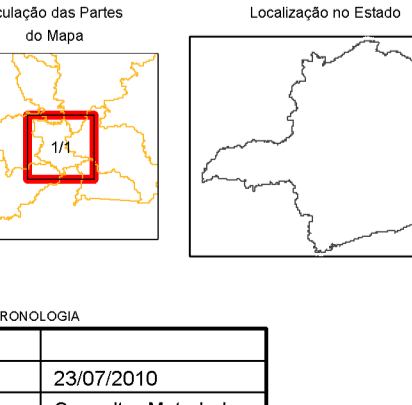 culação das Partes
do Mapa
Localização no Estado
1/1
RONOLOGIA
23/07/2010